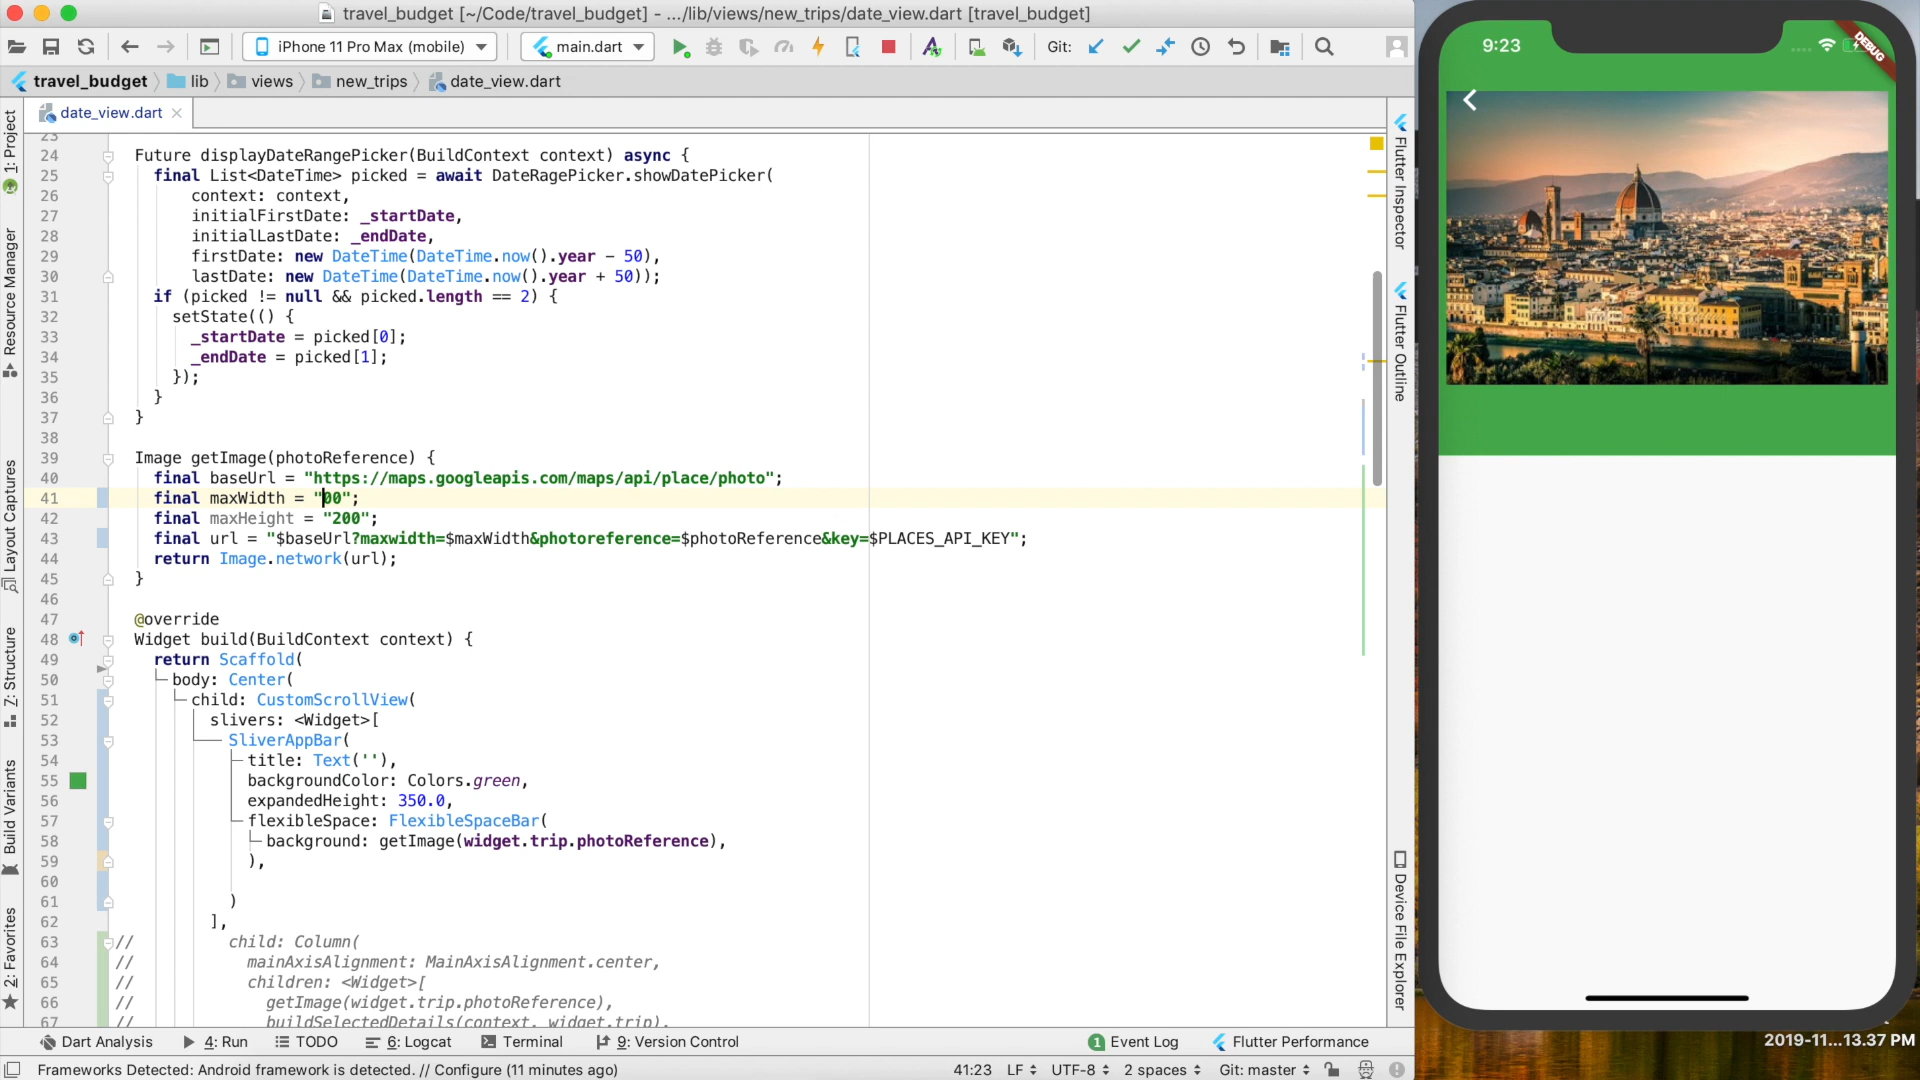 travel_budget [~/Code/travel_budget] - .../lib/views/new_trips/date_view.dart [travel_budget]
iPhone 11 Pro Max (mobile) main.dart Git:
travel_budget lib views new_trips date_view.dart
date_view.dart
23
24 Future displayDateRangePicker(BuildContext context) async {
25 final List<DateTime> picked = await DateRagePicker.showDatePicker(
26 context: context,
27 initialFirstDate: _startDate,
28 initialLastDate: _endDate,
29 firstDate: new DateTime(DateTime.now().year - 50),
30 lastDate: new DateTime(DateTime.now().year + 50));
31 if (picked != null && picked.length == 2) {
32 setState(() {
33 _startDate = picked[0];
34 _endDate = picked[1];
35 });
36 }
37 }
38
39 Image getImage(photoReference) {
40 final baseUrl = "https://maps.googleapis.com/maps/api/place/photo";
41 final maxWidth = "00";
42 final maxHeight = "200";
43 final url = "$baseUrl?maxwidth=$maxWidth&photoreference=$photoReference&key=$PLACES_API_KEY";
44 return Image.network(url);
45 }
46
47 @override
48 Widget build(BuildContext context) {
49 return Scaffold(
50 body: Center(
51 child: CustomScrollView(
52 slivers: <Widget>[
53 SliverAppBar(
54 title: Text(''),
55 backgroundColor: Colors.green,
56 expandedHeight: 350.0,
57 flexibleSpace: FlexibleSpaceBar(
58 background: getImage(widget.trip.photoReference),
59 ),
60
61 )
62 ],
63 // child: Column(
64 // mainAxisAlignment: MainAxisAlignment.center,
65 // children: <Widget>[
66 // getImage(widget.trip.photoReference),
67 // buildSelectedDetails(context, widget.trip),
1: Project
Resource Manager
Layout Captures
7: Structure
Build Variants
2: Favorites
Flutter Inspector
Flutter Outline
Device File Explorer
Dart Analysis 4: Run TODO 6: Logcat Terminal 9: Version Control 1 Event Log Flutter Performance
Frameworks Detected: Android framework is detected. // Configure (11 minutes ago) 41:23 LF UTF-8 2 spaces Git: master
9:23
DEBUG
2019-11...13.37 PM